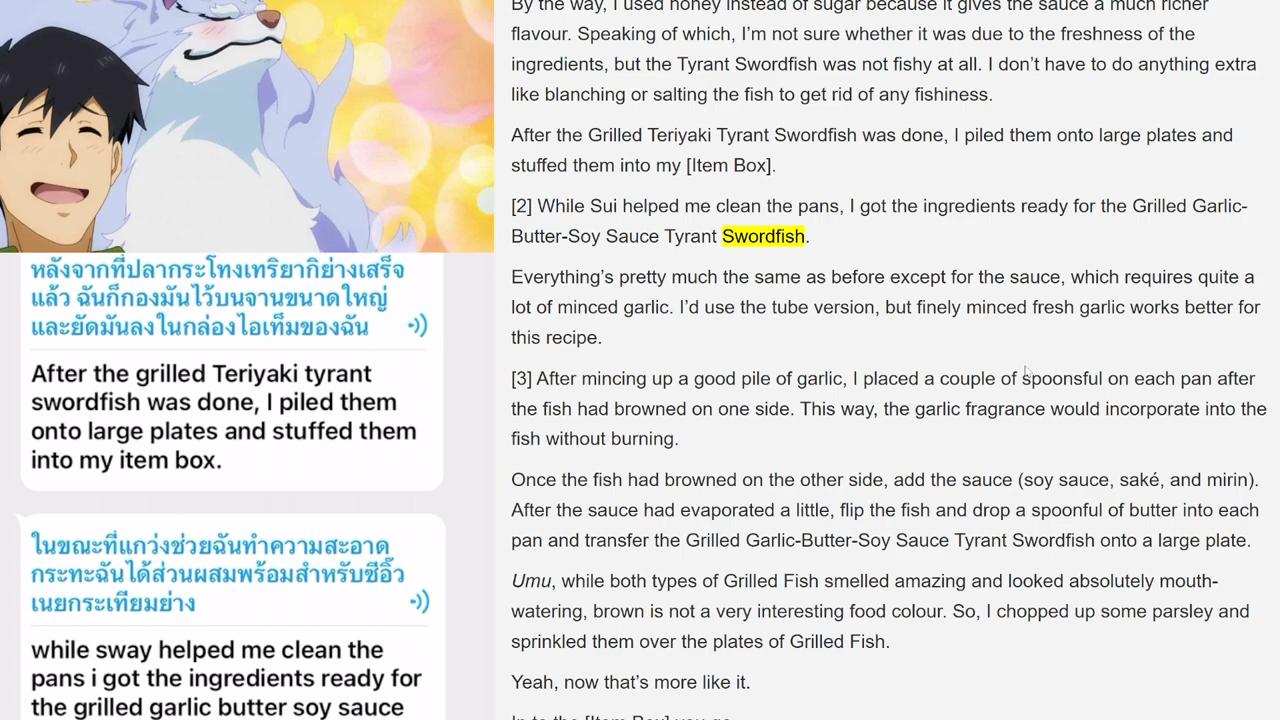 หลังจากที่ปลากระโทงเทริยากิย่างเสร็จ
แล้ว ฉันก็กองมันไว้บนจานขนาดใหญ่
และยัดมันลงในกล่องไอเท็มของฉัน
After the grilled Teriyaki tyrant
swordfish was done, I piled them
onto large plates and stuffed them
into my item box.
ในขณะที่แกว่งช่วยฉันทำความสะอาด
กระทะฉันได้ส่วนผสมพร้อมสำหรับซีอิ๊ว
เนยกระเทียมย่าง
while sway helped me clean the
pans i got the ingredients ready for
the grilled garlic butter soy sauce
By the way, I used honey instead of sugar because it gives the sauce a much richer
flavour. Speaking of which, I'm not sure whether it was due to the freshness of the
ingredients, but the Tyrant Swordfish was not fishy at all. I don't have to do anything extra
like blanching or salting the fish to get rid of any fishiness.
After the Grilled Teriyaki Tyrant Swordfish was done, I piled them onto large plates and
stuffed them into my [Item Box].
[2] While Sui helped me clean the pans, I got the ingredients ready for the Grilled Garlic-
Butter-Soy Sauce Tyrant Swordfish.
Everything's pretty much the same as before except for the sauce, which requires quite a
lot of minced garlic. I'd use the tube version, but finely minced fresh garlic works better for
this recipe.
[3] After mincing up a good pile of garlic, I placed a couple of spoonsful on each pan after
the fish had browned on one side. This way, the garlic fragrance would incorporate into the
fish without burning.
Once the fish had browned on the other side, add the sauce (soy sauce, saké, and mirin).
After the sauce had evaporated a little, flip the fish and drop a spoonful of butter into each
pan and transfer the Grilled Garlic-Butter-Soy Sauce Tyrant Swordfish onto a large plate.
Umu, while both types of Grilled Fish smelled amazing and looked absolutely mouth-
watering, brown is not a very interesting food colour. So, I chopped up some parsley and
sprinkled them over the plates of Grilled Fish.
Yeah, now that's more like it.
In to the [Item Box] you go